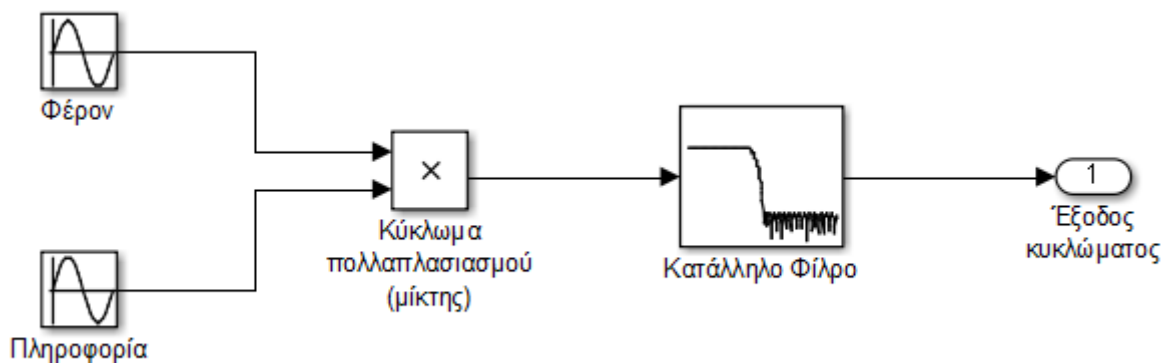 Φέρον
×
Κύκλωμα
πολλαπλασιασμού
(μίκτης)
Πληροφορία
Κατάλληλο Φίλρο
1
Έξοδος
κυκλώματος